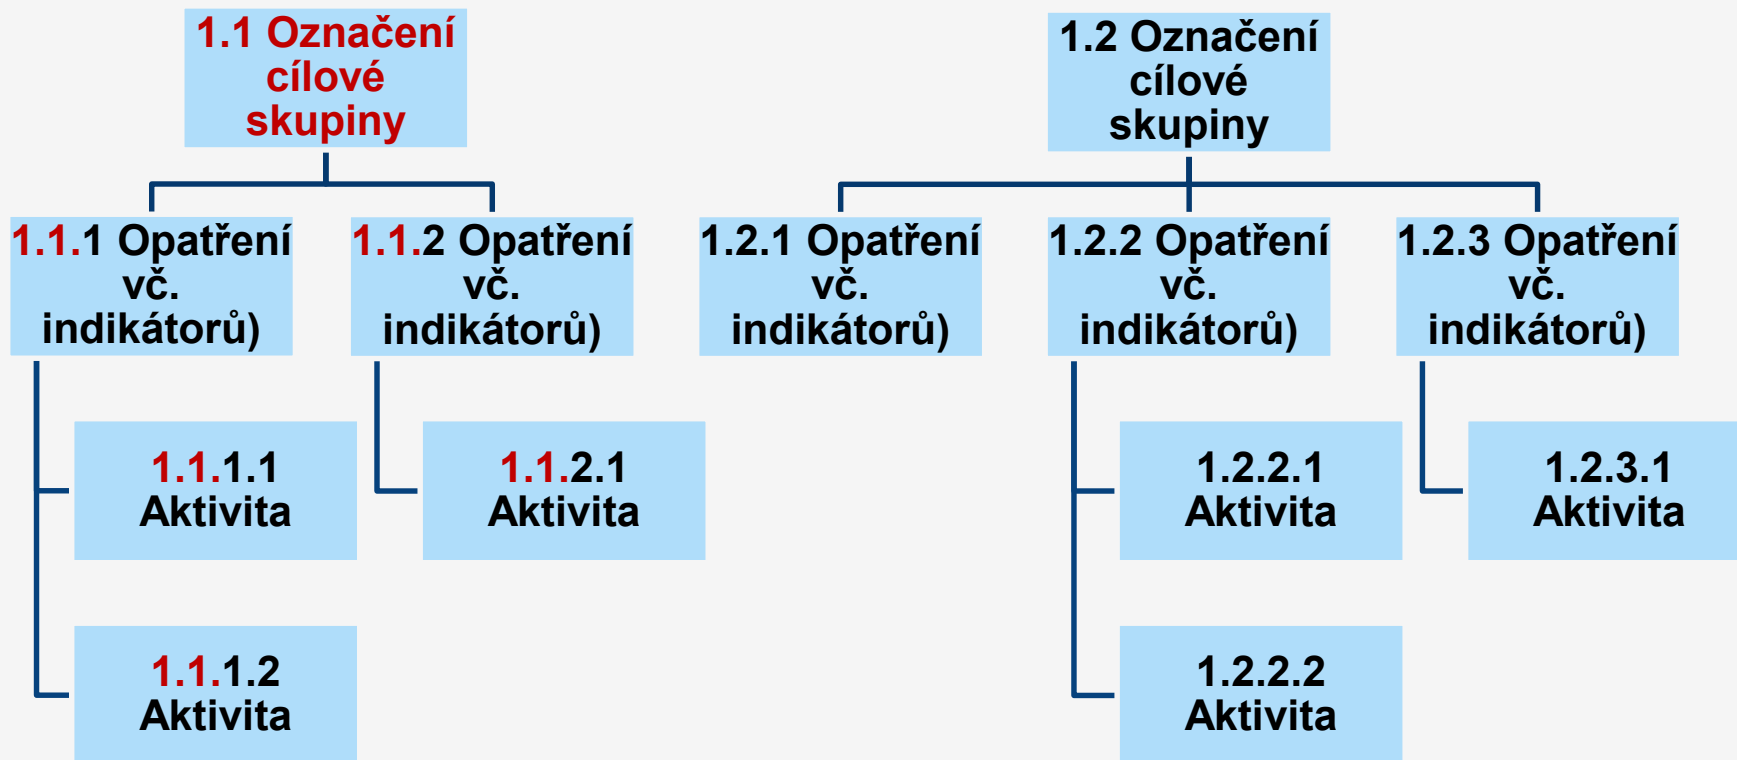 1.1 Označení
cílové
skupiny
1.2 Označení
cílové
skupiny
1.1.1 Opatření
vč.
indikátorů)
1.1.2 Opatření
vč.
indikátorů)
1.2.1 Opatření
vč.
indikátorů)
1.2.2 Opatření
vč.
indikátorů)
1.2.3 Opatření
vč.
indikátorů)
1.1.1.1
Aktivita
1.1.2.1
Aktivita
1.2.2.1
Aktivita
1.2.3.1
Aktivita
1.1.1.2
Aktivita
1.2.2.2
Aktivita